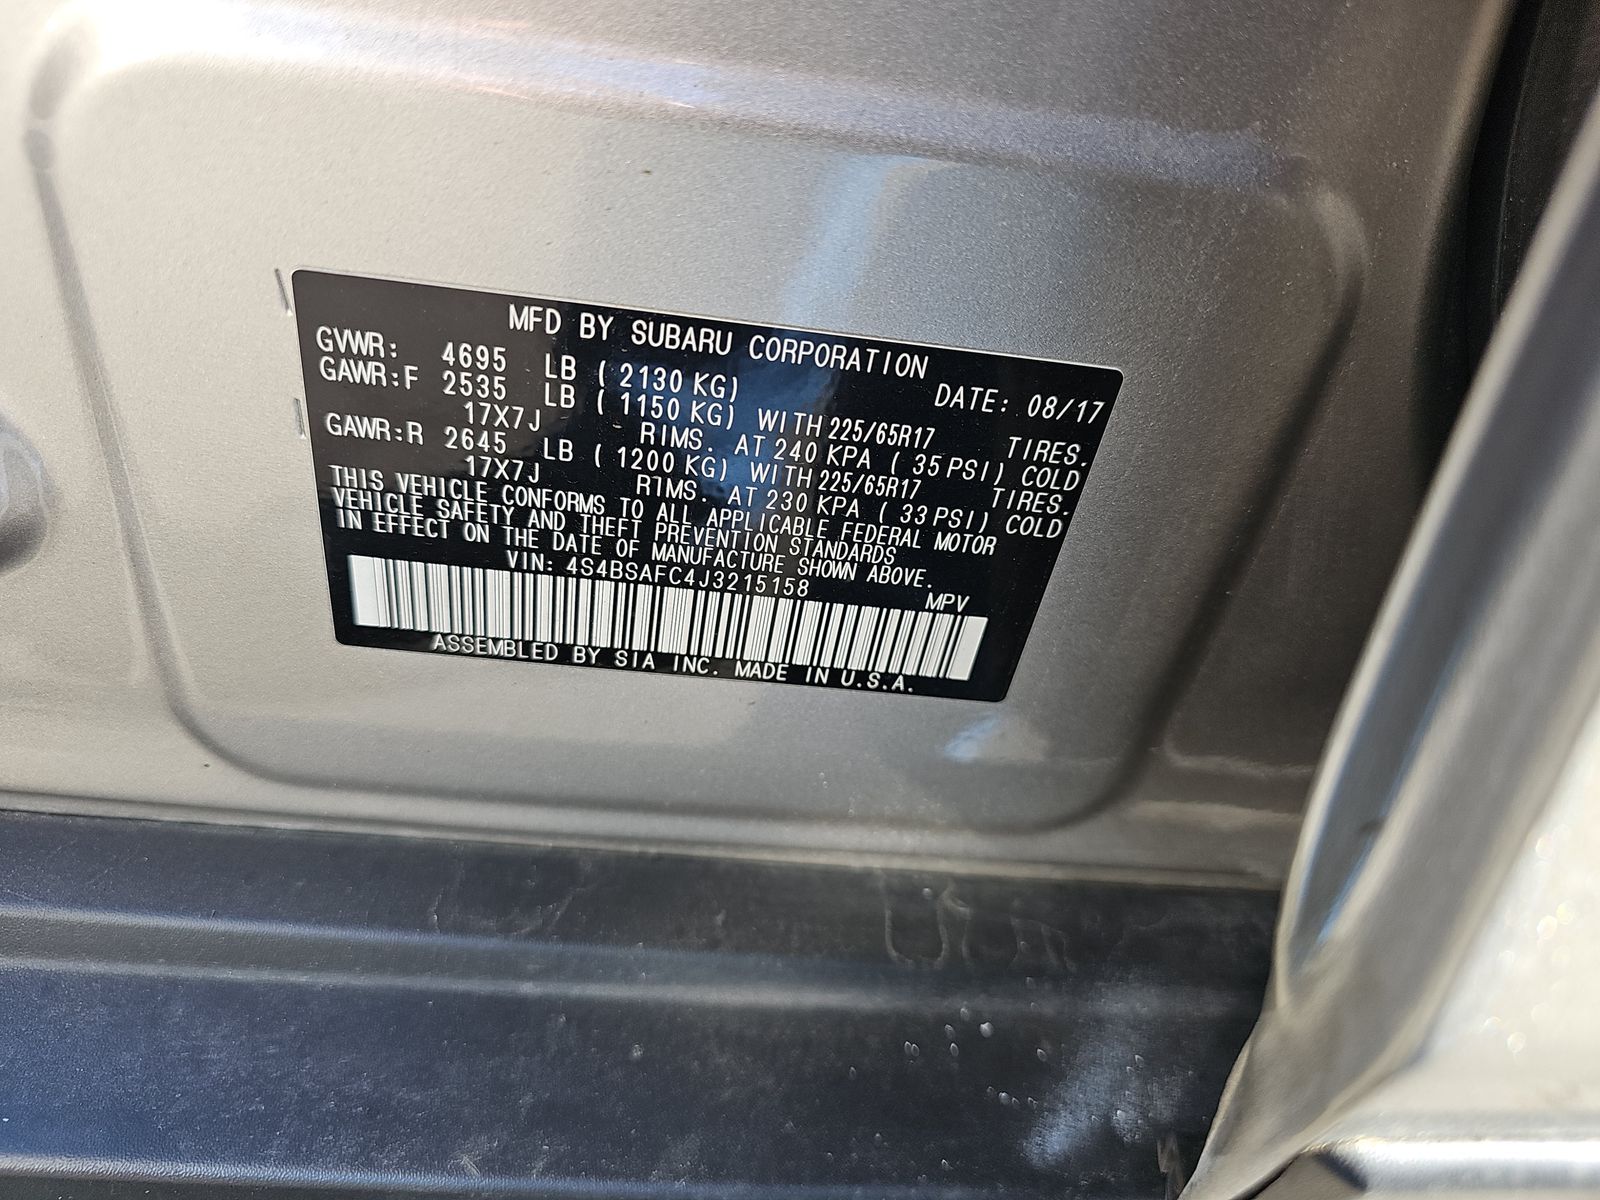 MFD BY SUBARU CORPORATION
DATE: 08/17
GVWR: 4695 LB ( 2130 KG)
GAWR:F 2535 LB ( 1150 KG) WITH 225/65R17 TIRES.
17X7J RIMS. AT 240 KPA ( 35 PSI) COLD
GAWR:R 2645 LB ( 1200 KG) WITH 225/65R17 TIRES.
17X7J RIMS. AT 230 KPA ( 33 PSI) COLD
THIS VEHICLE CONFORMS TO ALL APPLICABLE FEDERAL MOTOR
VEHICLE SAFETY AND THEFT PREVENTION STANDARDS
IN EFFECT ON THE DATE OF MANUFACTURE SHOWN ABOVE.
VIN: 4S4BSAFC4J3215158 MPV
ASSEMBLED BY SIA INC. MADE IN U.S.A.